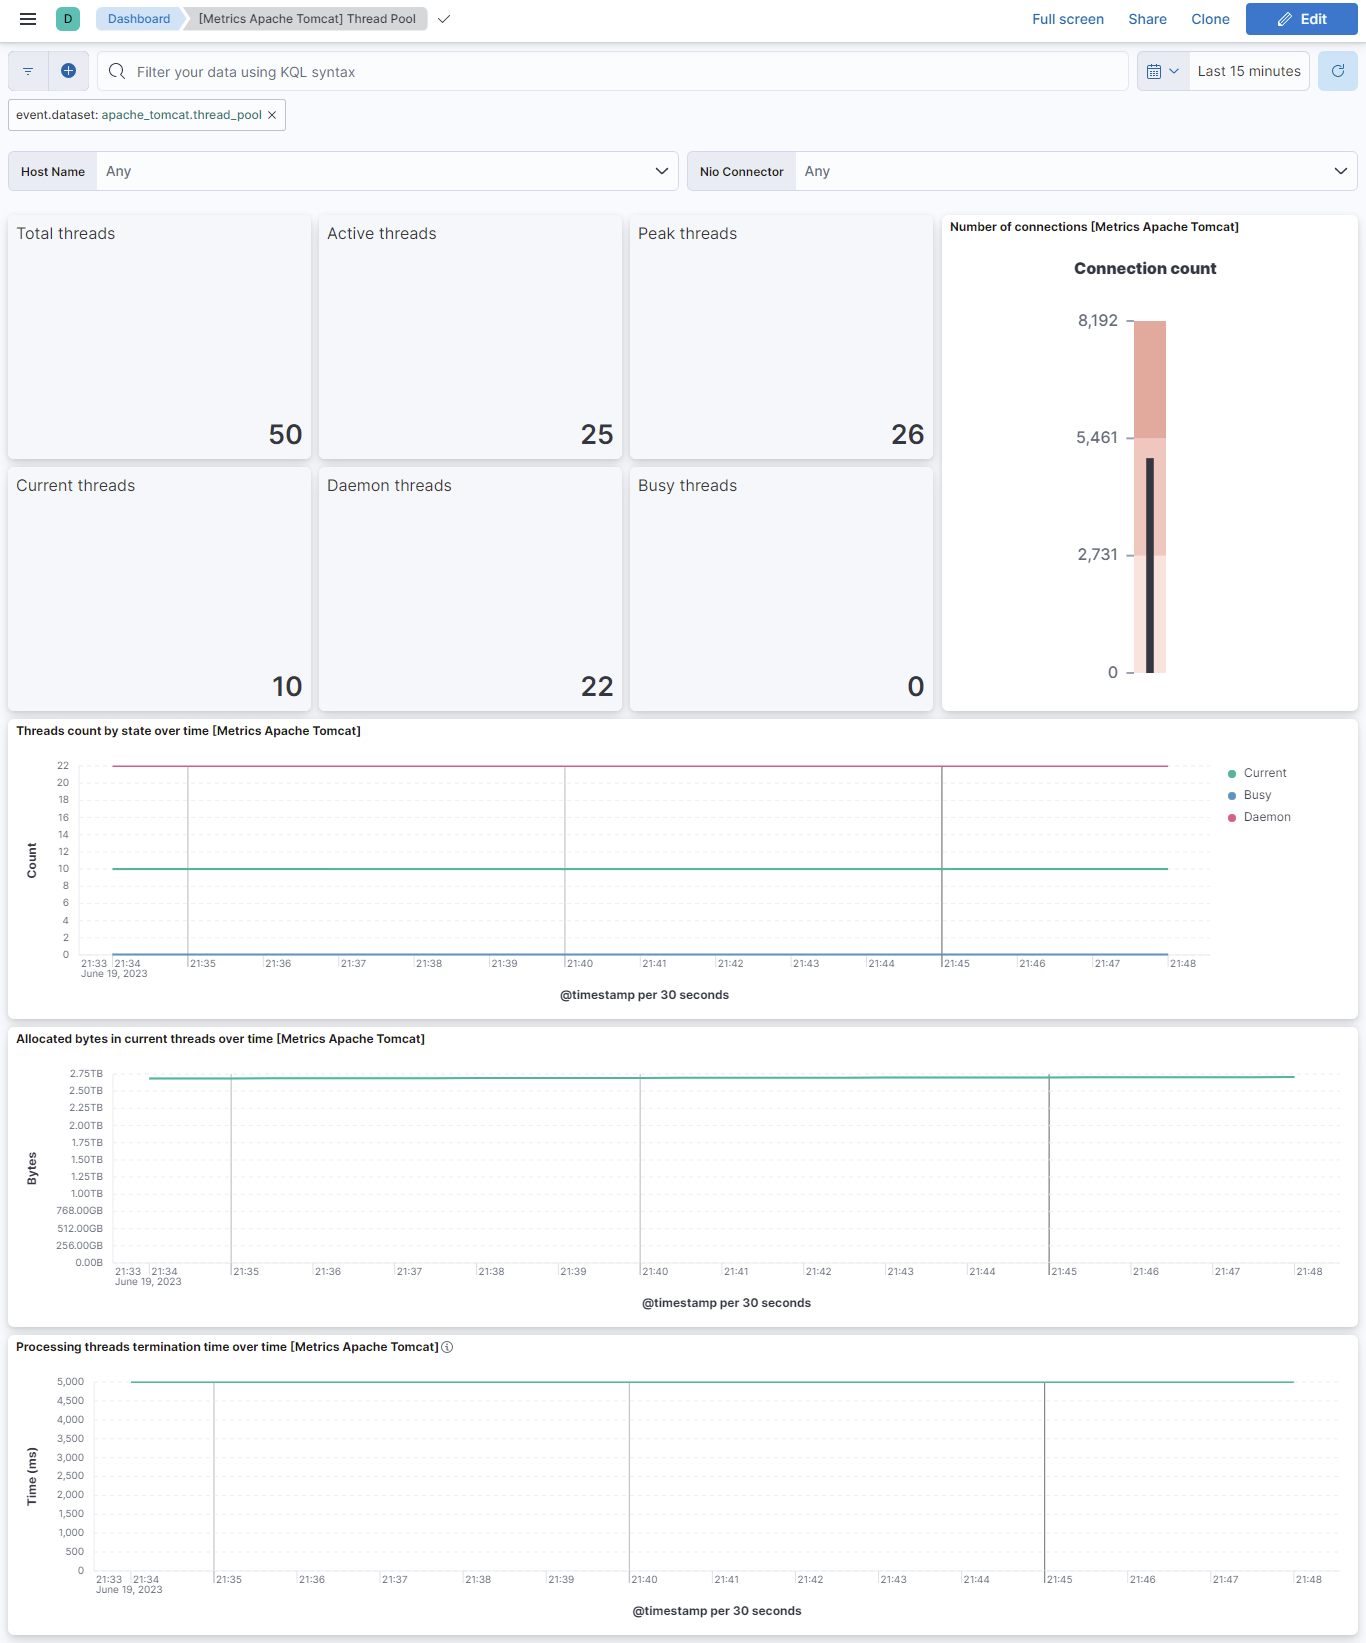 D
Dashboard
[Metrics Apache Tomcat] Thread Pool
Full screen
Share
Clone
Edit
Filter your data using KQL syntax
Last 15 minutes
event.dataset: apache_tomcat.thread_pool ×
Host Name
Any
Nio Connector
Any
Total threads
50
Active threads
25
Peak threads
26
Current threads
10
Daemon threads
22
Busy threads
0
Number of connections [Metrics Apache Tomcat]
Connection count
8,192
5,461
2,731
0
Threads count by state over time [Metrics Apache Tomcat]
Count
22
20
18
16
14
12
10
8
6
4
2
0
21:33 21:34 21:35 21:36 21:37 21:38 21:39 21:40 21:41 21:42 21:43 21:44 21:45 21:46 21:47 21:48
June 19, 2023
@timestamp per 30 seconds
Current
Busy
Daemon
Allocated bytes in current threads over time [Metrics Apache Tomcat]
Bytes
2.75TB
2.50TB
2.25TB
2.00TB
1.75TB
1.50TB
1.25TB
1.00TB
768.00GB
512.00GB
256.00GB
0.00B
21:33 21:34 21:35 21:36 21:37 21:38 21:39 21:40 21:41 21:42 21:43 21:44 21:45 21:46 21:47 21:48
June 19, 2023
@timestamp per 30 seconds
Processing threads termination time over time [Metrics Apache Tomcat]
Time (ms)
5,000
4,500
4,000
3,500
3,000
2,500
2,000
1,500
1,000
500
0
21:33 21:34 21:35 21:36 21:37 21:38 21:39 21:40 21:41 21:42 21:43 21:44 21:45 21:46 21:47 21:48
June 19, 2023
@timestamp per 30 seconds